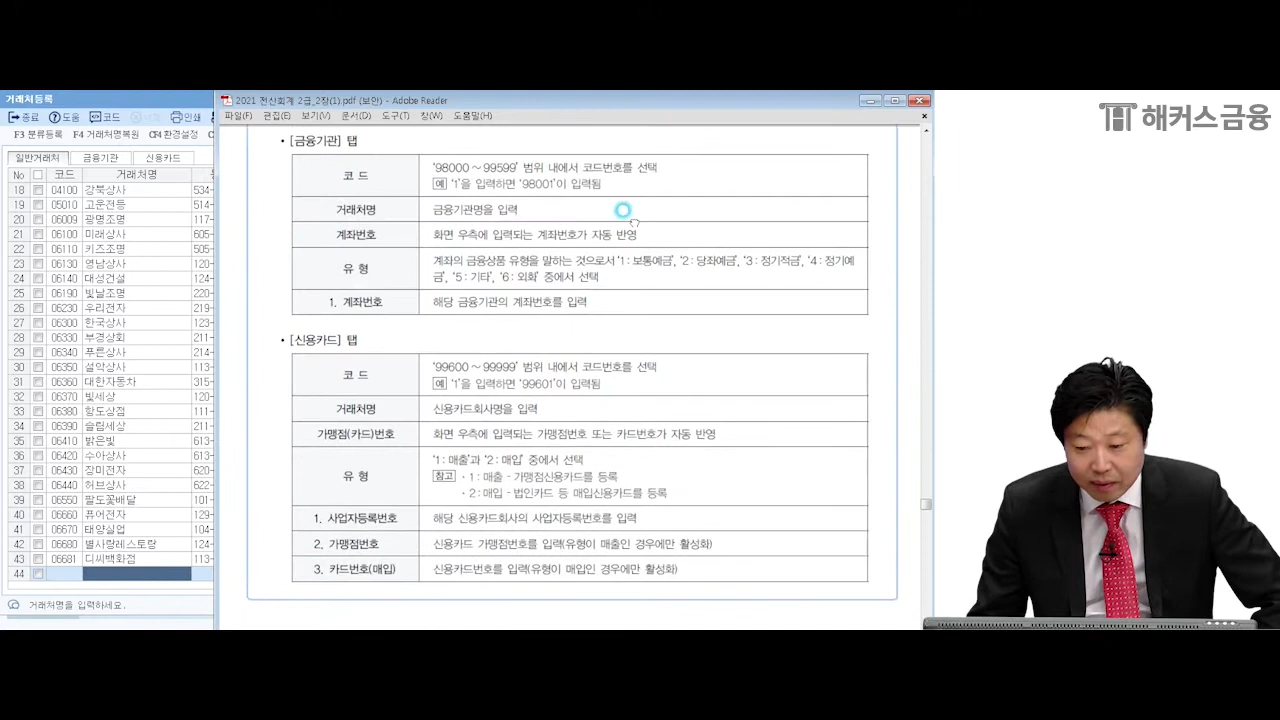 해커스금융
거래처등록
종료 도움 코드 인쇄
F3 분류등록 F4 거래처명복원 CF4 환경설정
일반거래처 금융기관 신용카드
No 코드 거래처명
18 04100 강북상사 534-
19 05010 고운전등 514-
20 06009 광명조명 117-
21 06100 미래상사 605-
22 06110 키즈조명 505-
23 06130 영남상사 120-
24 06140 대성건설 124-
25 06190 빛날조명 220-
26 06230 우리전자 219-
27 06300 한국상사 123-
28 06330 부경상회 211-
29 06340 푸른상사 214-
30 06350 설악상사 113-
31 06360 대한자동차 315-
32 06370 빛세상 120-
33 06380 항도상점 111-
34 06390 슬림세상 211-
35 06410 밝은빛 613-
36 06420 수아상사 613-
37 06430 장미전자 620-
38 06440 허브상사 622-
39 06550 팔도꽃배달 101-
40 06660 퓨어전자 129-
41 06670 태양실업 104-
42 06680 별사랑레스토랑 124-
43 06681 디씨백화점 113-
44
거래처명을 입력하세요.
2021 전산회계 2급_2장(1).pdf (보안) - Adobe Reader
파일(F) 편집(E) 보기(V) 문서(D) 도구(T) 창(W) 도움말(H)
• [금융기관] 탭
코 드 '98000 ~ 99599' 범위 내에서 코드번호를 선택
예 '1'을 입력하면 '98001'이 입력됨
거래처명 금융기관명을 입력
계좌번호 화면 우측에 입력되는 계좌번호가 자동 반영
유 형 계좌의 금융상품 유형을 말하는 것으로서 '1 : 보통예금', '2 : 당좌예금', '3 : 정기적금', '4 : 정기예
금', '5 : 기타', '6 : 외화' 중에서 선택
1. 계좌번호 해당 금융기관의 계좌번호를 입력
• [신용카드] 탭
코 드 '99600 ~ 99999' 범위 내에서 코드번호를 선택
예 '1'을 입력하면 '99601'이 입력됨
거래처명 신용카드회사명을 입력
가맹점(카드)번호 화면 우측에 입력되는 가맹점번호 또는 카드번호가 자동 반영
유 형 '1 : 매출'과 '2 : 매입' 중에서 선택
참고 · 1 : 매출 - 가맹점신용카드를 등록
· 2 : 매입 - 법인카드 등 매입신용카드를 등록
1. 사업자등록번호 해당 신용카드회사의 사업자등록번호를 입력
2. 가맹점번호 신용카드 가맹점번호를 입력(유형이 매출인 경우에만 활성화)
3. 카드번호(매입) 신용카드번호를 입력(유형이 매입인 경우에만 활성화)